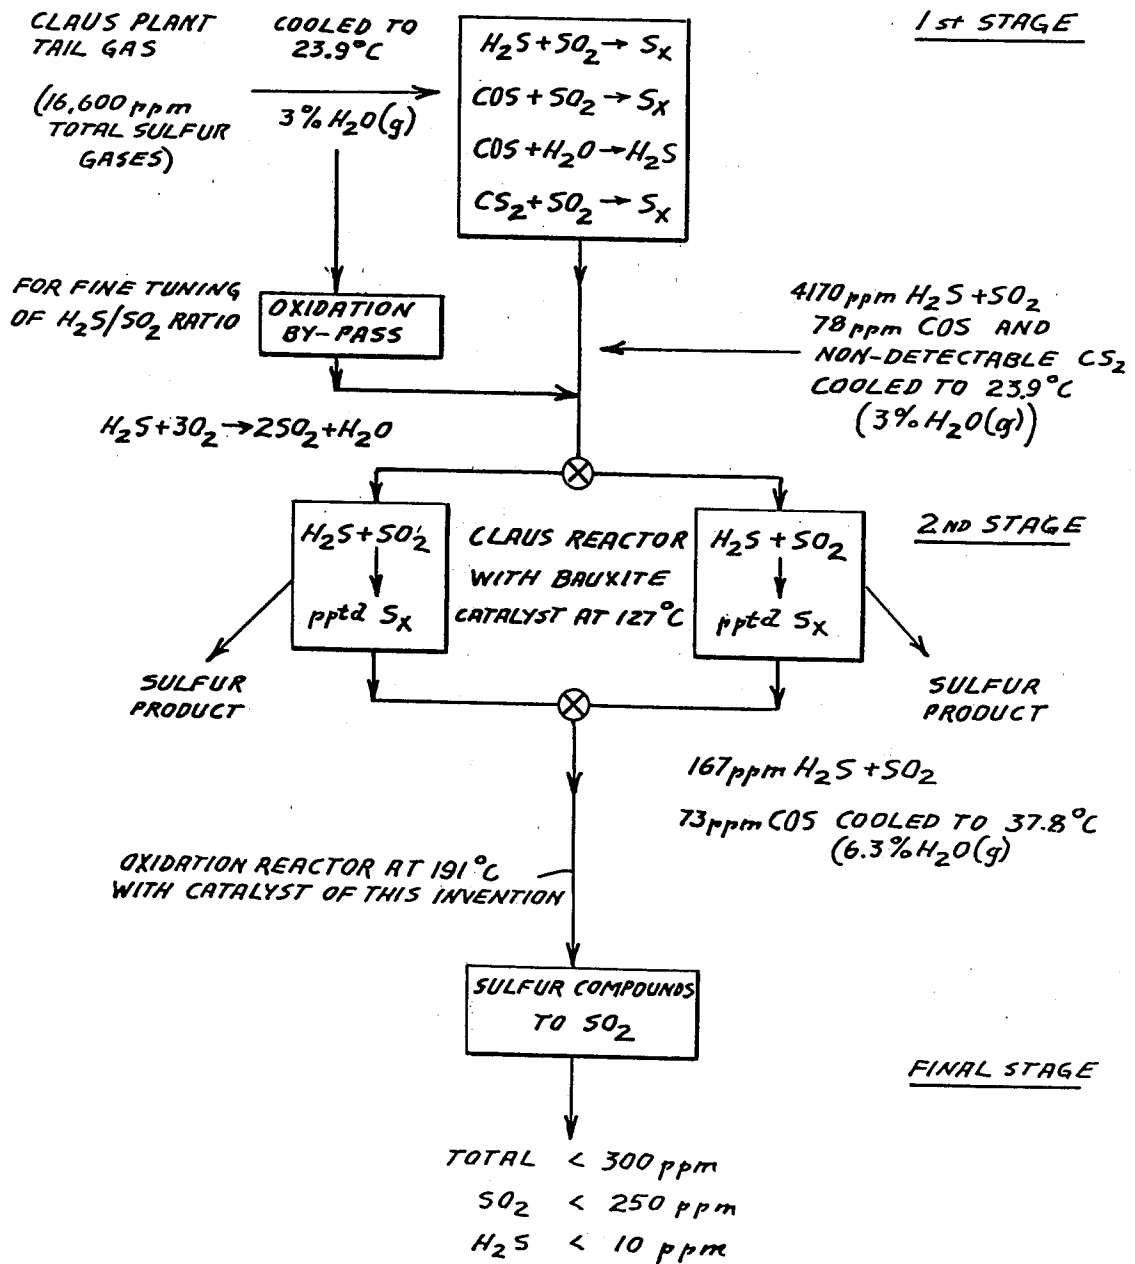 CLAUS PLANT
TAIL GAS
(16,600 ppm
TOTAL SULFUR
GASES)
COOLED TO
23.9°C
3% H2O(g)
H2S+SO2→ Sx
COS+SO2→ Sx
COS+H2O→H2S
CS2+SO2→ Sx
1st STAGE
FOR FINE TUNING
OF H2S/SO2 RATIO
OXIDATION
BY-PASS
4170 ppm H2S+SO2
78 ppm COS AND
NON-DETECTABLE CS2
COOLED TO 23.9°C
(3% H2O(g))
H2S+3O2→2SO2+H2O
H2S+SO2
pptd Sx
CLAUS REACTOR
WITH BAUXITE
CATALYST AT 127°C
H2S+SO2
pptd Sx
2ND STAGE
SULFUR
PRODUCT
SULFUR
PRODUCT
167 ppm H2S+SO2
73 ppm COS COOLED TO 37.8°C
(6.3% H2O(g)
OXIDATION REACTOR AT 191°C
WITH CATALYST OF THIS INVENTION
SULFUR COMPOUNDS
TO SO2
FINAL STAGE
TOTAL < 300 ppm
SO2 < 250 ppm
H2S < 10 ppm